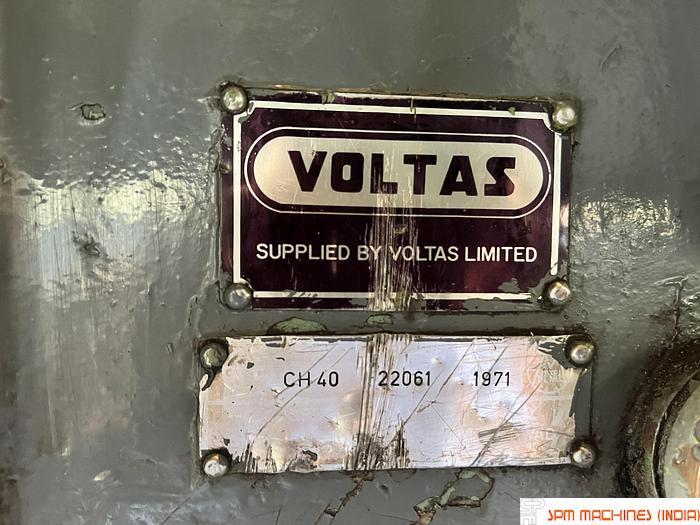 VOLTAS
SUPPLIED BY VOLTAS LIMITED
CH 40 22061 1971
SPM MACHINES (INDIA)